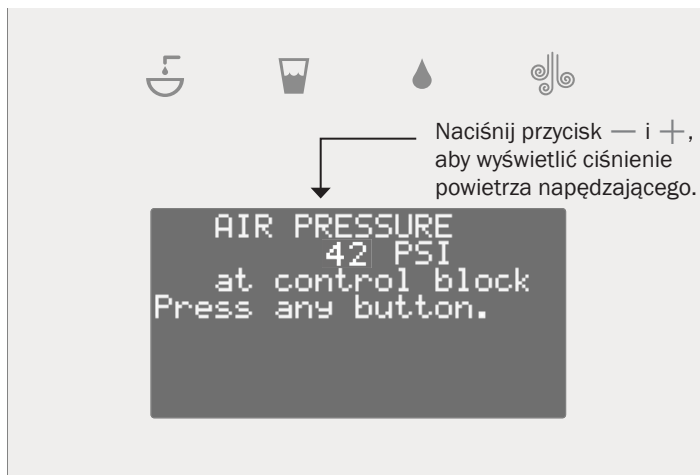 Naciśnij przycisk — i +,
aby wyświetlić ciśnienie
powietrza napędzającego.
AIR PRESSURE
42 PSI
at control block
Press any button.